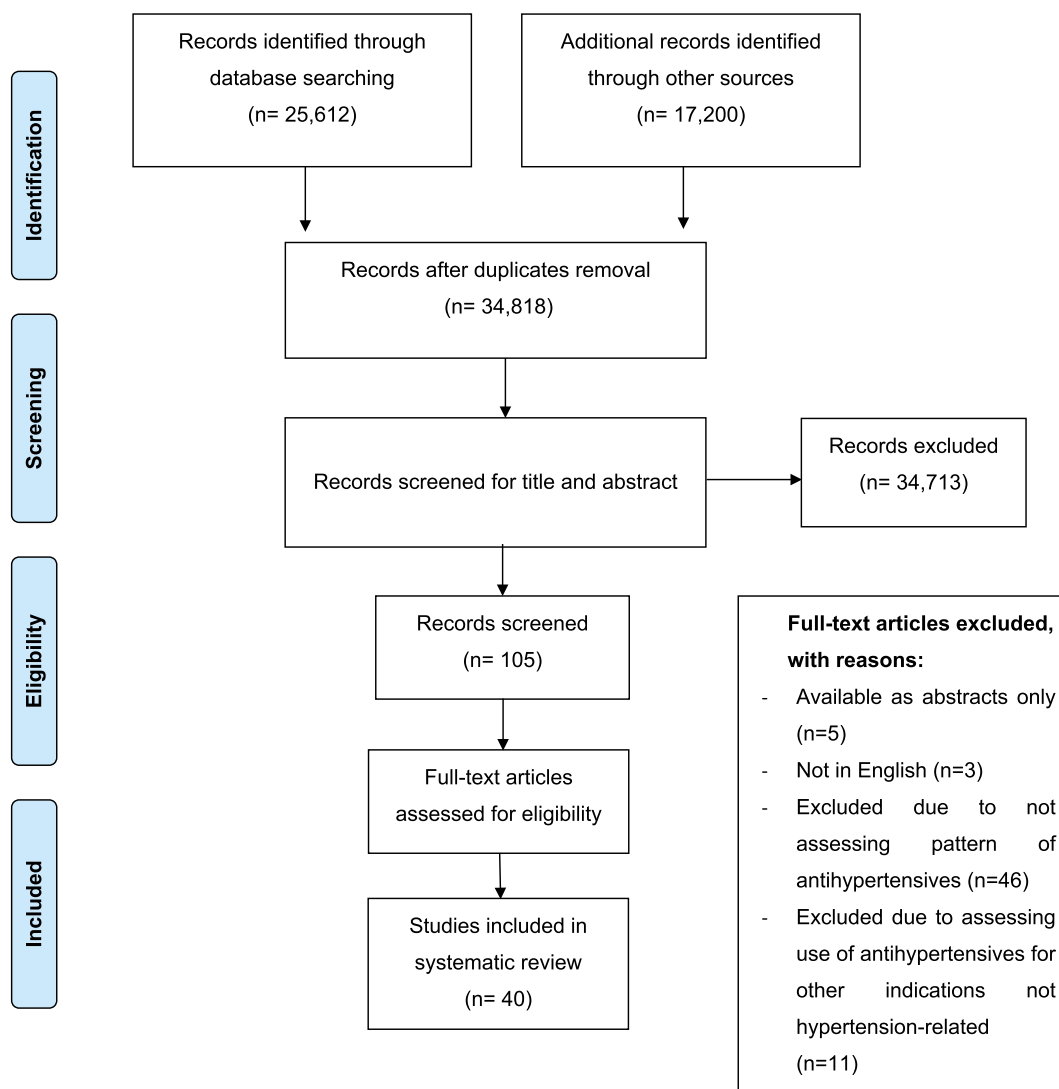 Records identified through
database searching
(n= 25,612)
Additional records identified
through other sources
(n= 17,200)
Identification
Records after duplicates removal
(n= 34,818)
Screening
Records screened for title and abstract
Records excluded
(n= 34,713)
Eligibility
Records screened
(n= 105)
Full-text articles
assessed for eligibility
Full-text articles excluded,
with reasons:
- Available as abstracts only
(n=5)
- Not in English (n=3)
- Excluded due to not
assessing pattern of
antihypertensives (n=46)
- Excluded due to assessing
use of antihypertensives for
other indications not
hypertension-related
(n=11)
Included
Studies included in
systematic review
(n= 40)